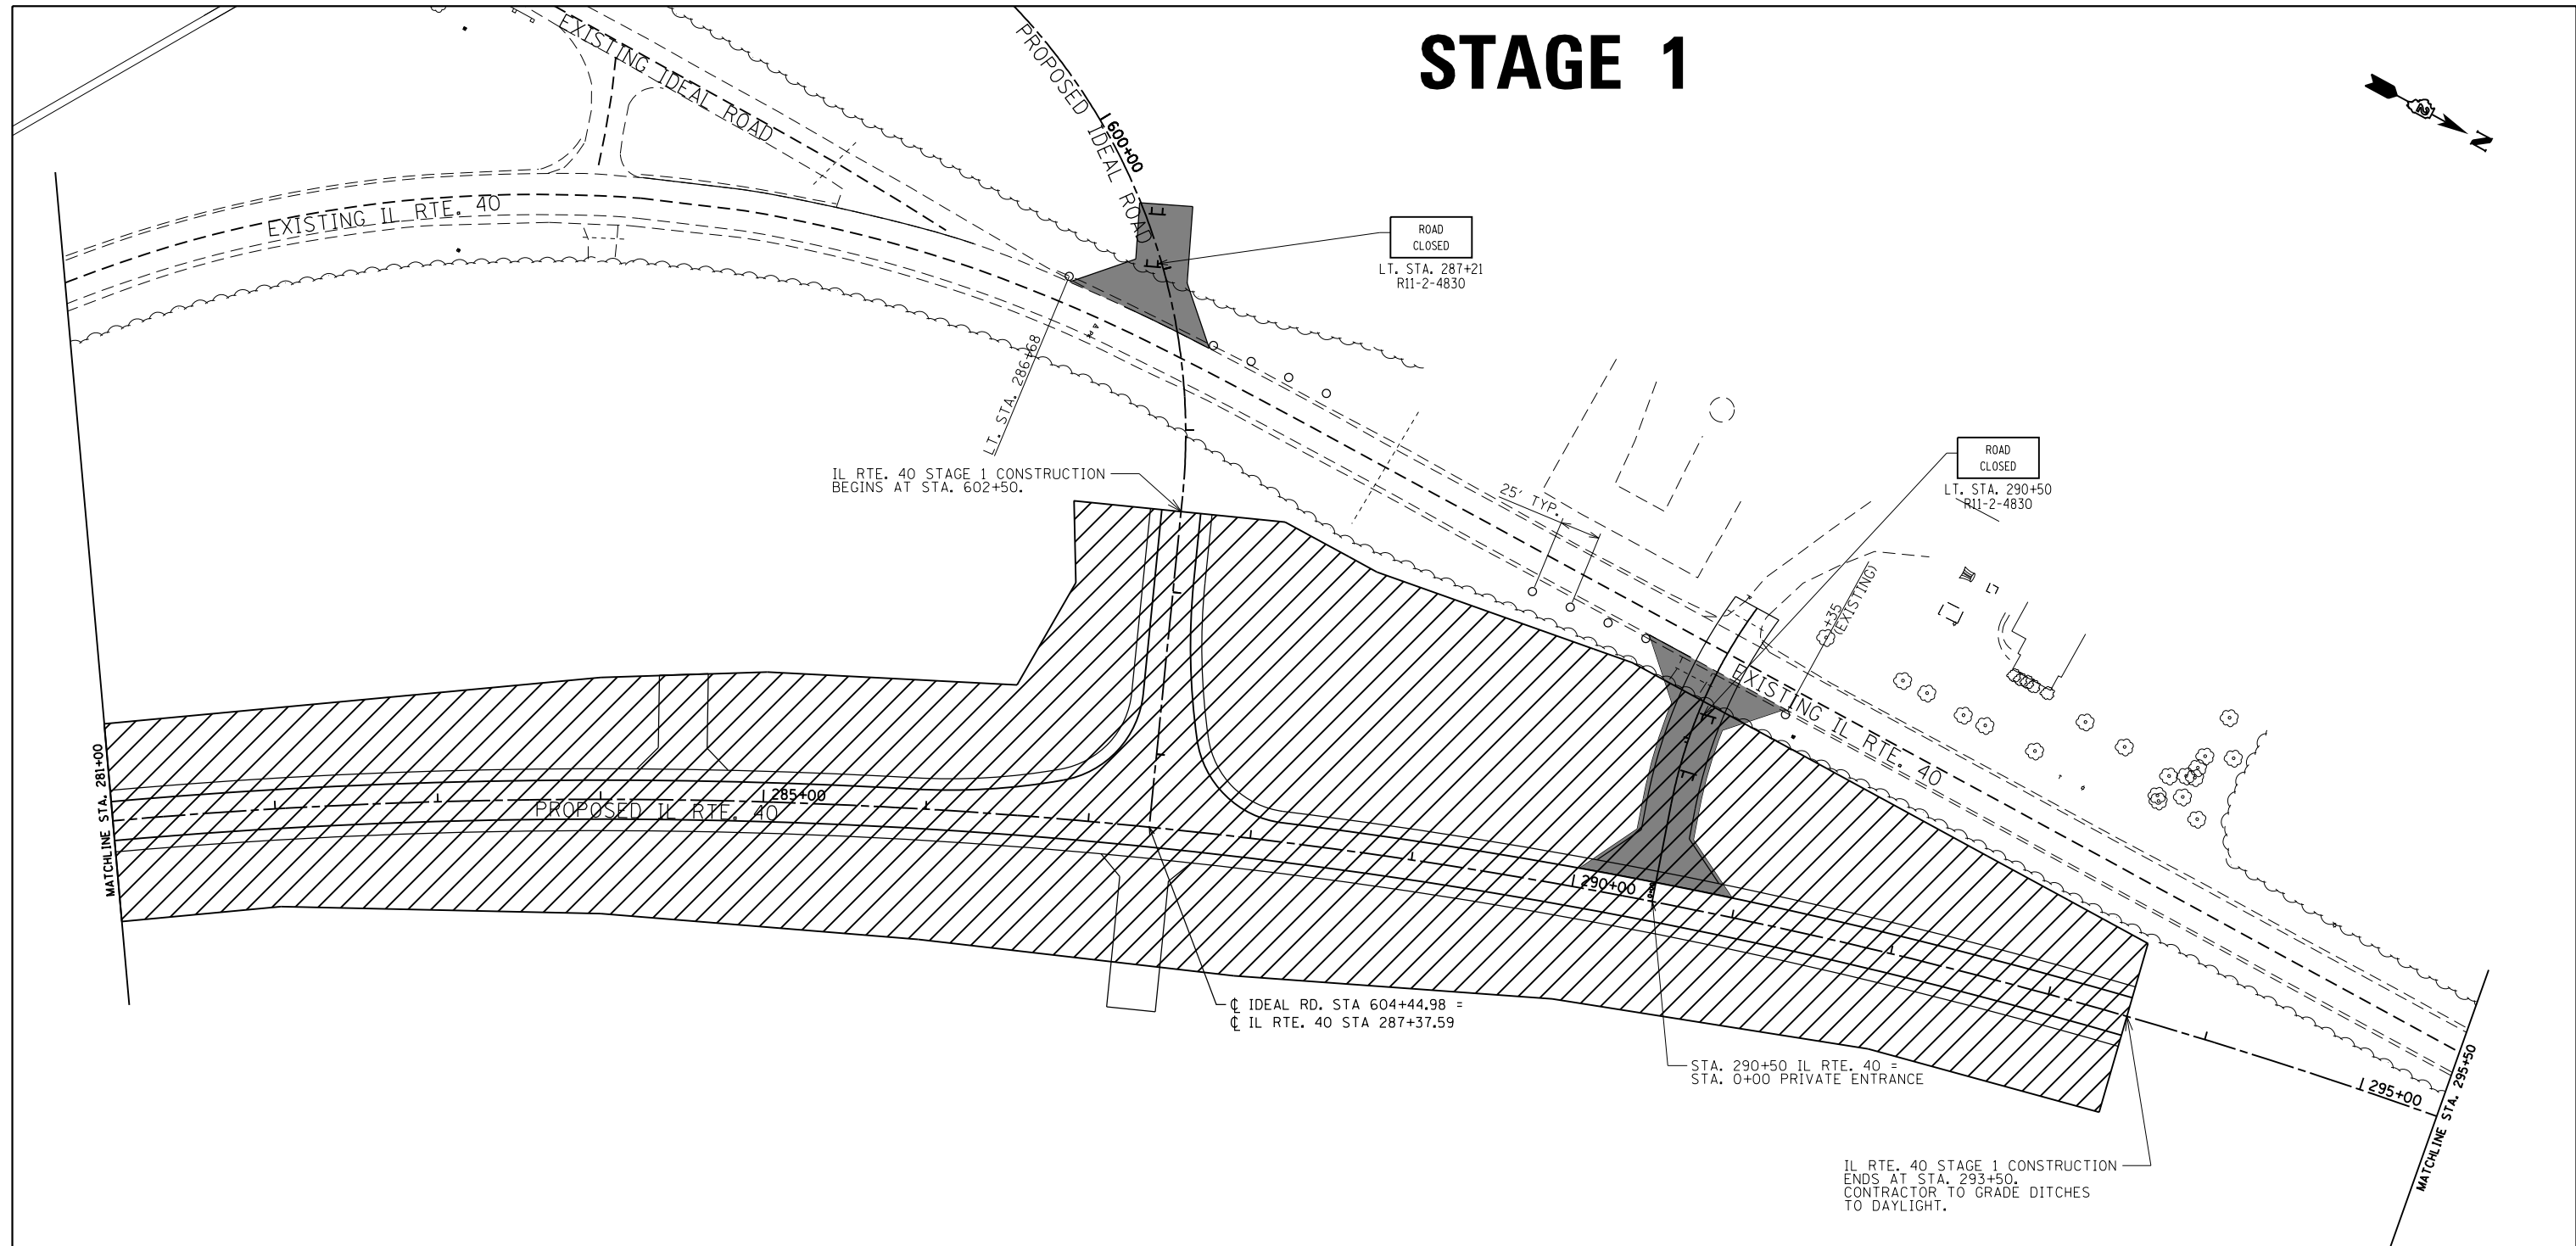 STAGE 1
EXISTING IDEAL ROAD
PROPOSED IDEAL ROAD
600+00
N
EXISTING IL RTE. 40
ROAD
CLOSED
LT. STA. 287+21
R11-2-4830
LT. STA. 286+68
IL RTE. 40 STAGE 1 CONSTRUCTION
BEGINS AT STA. 602+50.
25' TYP.
ROAD
CLOSED
LT. STA. 290+50
R11-2-4830
+35
(EXISTING)
EXISTING IL RTE. 40
MATCHLINE STA. 281+00
285+00
PROPOSED IL RTE. 40
290+00
℄ IDEAL RD. STA 604+44.98 =
℄ IL RTE. 40 STA 287+37.59
STA. 290+50 IL RTE. 40 =
STA. 0+00 PRIVATE ENTRANCE
295+00
MATCHLINE STA. 295+50
IL RTE. 40 STAGE 1 CONSTRUCTION
ENDS AT STA. 293+50.
CONTRACTOR TO GRADE DITCHES
TO DAYLIGHT.